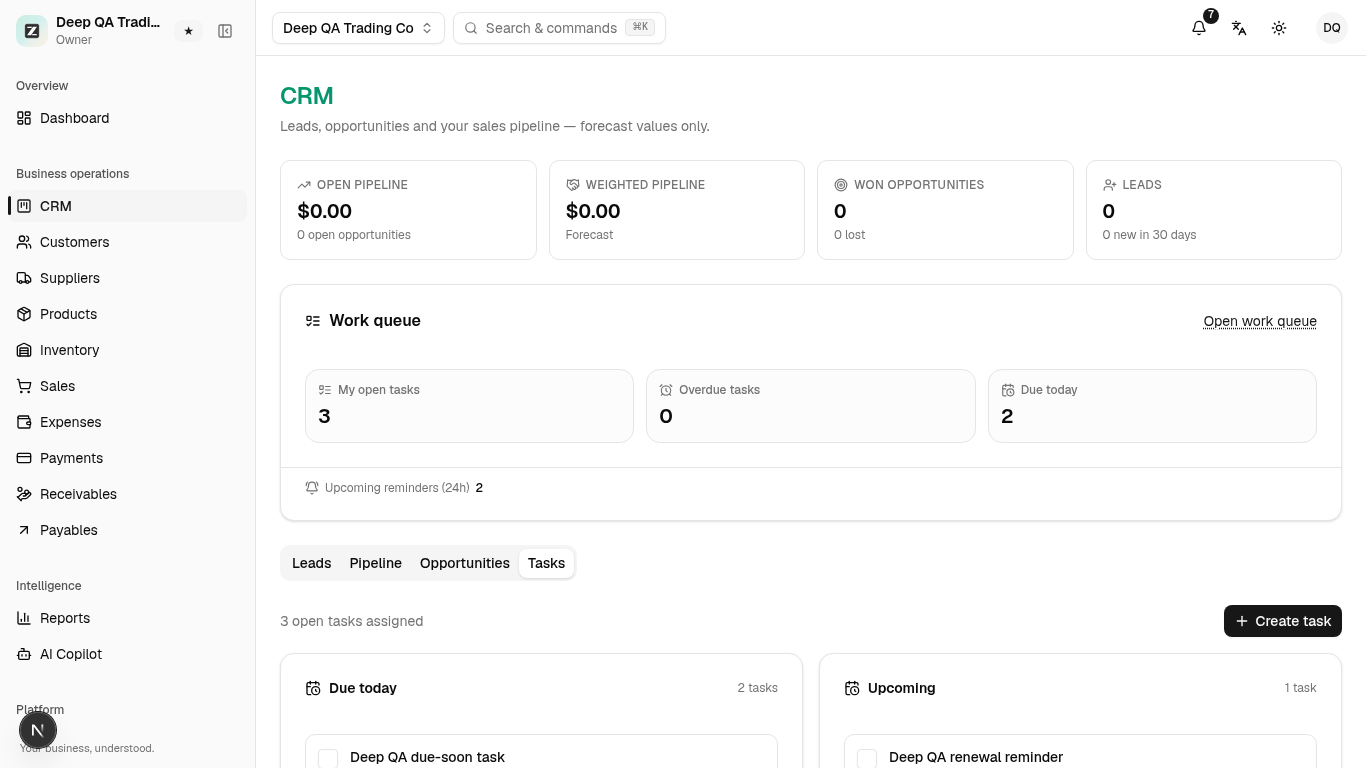 Deep QA Tradi...
Owner
★
Overview
Dashboard
Business operations
CRM
Customers
Suppliers
Products
Inventory
Sales
Expenses
Payments
Receivables
Payables
Intelligence
Reports
AI Copilot
Platform
N
Your business, understood.
Deep QA Trading Co
Search & commands ⌘K
7
DQ
CRM
Leads, opportunities and your sales pipeline — forecast values only.
OPEN PIPELINE
$0.00
0 open opportunities
WEIGHTED PIPELINE
$0.00
Forecast
WON OPPORTUNITIES
0
0 lost
LEADS
0
0 new in 30 days
Work queue
Open work queue
My open tasks
3
Overdue tasks
0
Due today
2
Upcoming reminders (24h) 2
Leads Pipeline Opportunities Tasks
3 open tasks assigned
+ Create task
Due today
2 tasks
Deep QA due-soon task
Upcoming
1 task
Deep QA renewal reminder